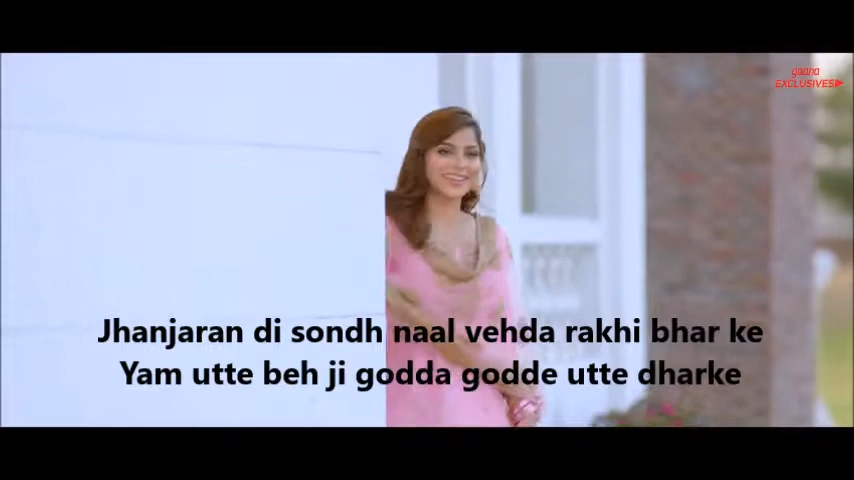 gaana
EXCLUSIVES
Jhanjaran di sondh naal vehda rakhi bhar ke
Yam utte beh ji godda godde utte dharke